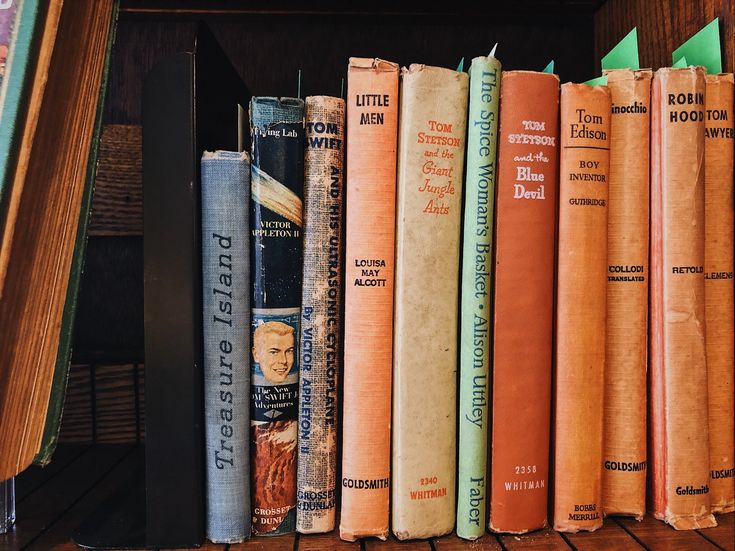 Treasure Island
Flying Lab
VICTOR
APPLETON II
The New
TOM SWIFT Jr
Adventures
GROSSET
& DUNLAP
TOM
SWIFT
AND HIS ULTRASONIC CYCLOPLANE
By VICTOR APPLETON II
GROSSET
& DUNLAP
LITTLE
MEN
LOUISA
MAY
ALCOTT
GOLDSMITH
TOM
STETSON
and the
Giant
Jungle
Ants
2340
WHITMAN
The Spice Woman's Basket • Alison Uttley
Faber
TOM
STETSON
and the
Blue
Devil
2358
WHITMAN
Tom
Edison
BOY
INVENTOR
GUTHRIDGE
BOBBS
MERRILL
Pinocchio
COLLODI
TRANSLATED
GOLDSMITH
ROBIN
HOOD
RETOLD
Goldsmith
TOM
SAWYER
CLEMENS
GOLDSMITH